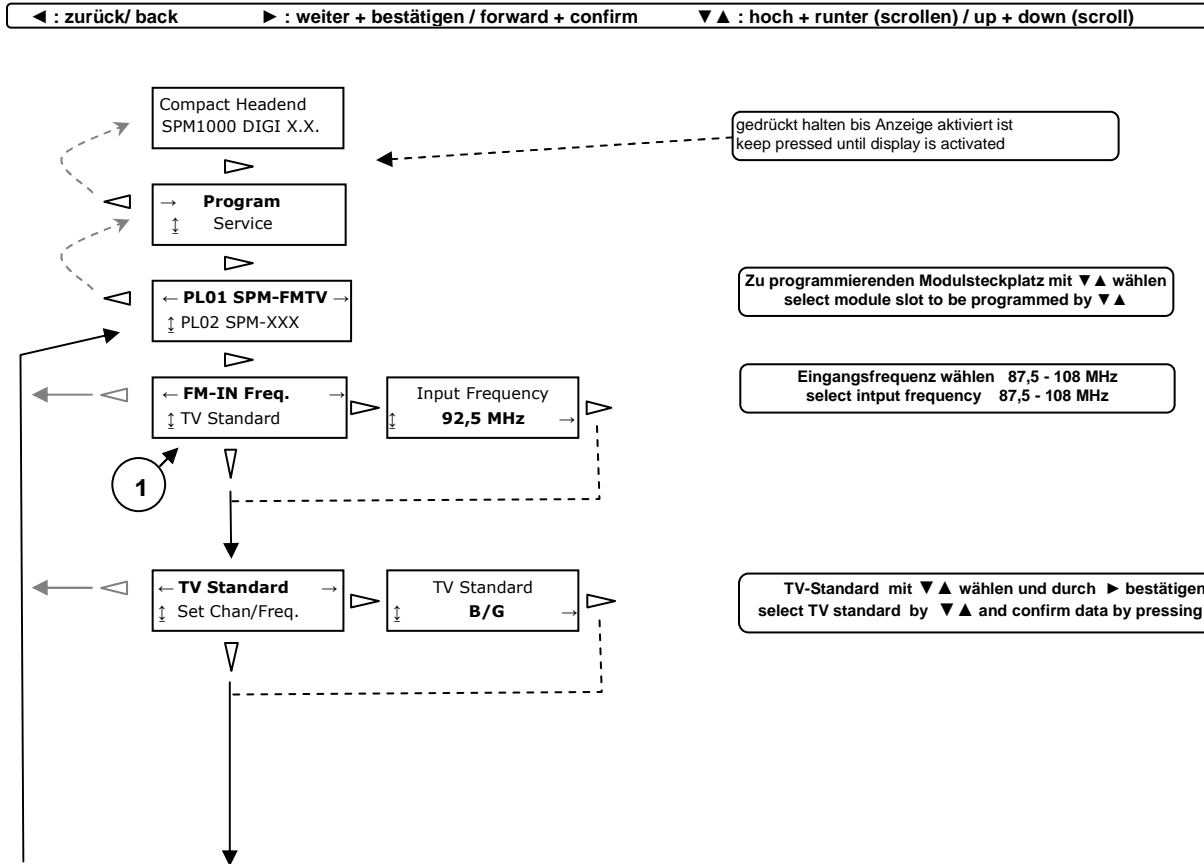 ◄ : zurück/ back ► : weiter + bestätigen / forward + confirm ▼▲ : hoch + runter (scrollen) / up + down (scroll)
Compact Headend
SPM1000 DIGI X.X.
gedrückt halten bis Anzeige aktiviert ist
keep pressed until display is activated
→ Program
↨ Service
← PL01 SPM-FMTV →
↨ PL02 SPM-XXX
Zu programmierenden Modulsteckplatz mit ▼▲ wählen
select module slot to be programmed by ▼▲
← FM-IN Freq. →
↨ TV Standard
Input Frequency
↨ 92,5 MHz →
Eingangsfrequenz wählen 87,5 - 108 MHz
select intput frequency 87,5 - 108 MHz
1
← TV Standard →
↨ Set Chan/Freq.
TV Standard
↨ B/G →
TV-Standard mit ▼▲ wählen und durch ► bestätigen
select TV standard by ▼▲ and confirm data by pressing